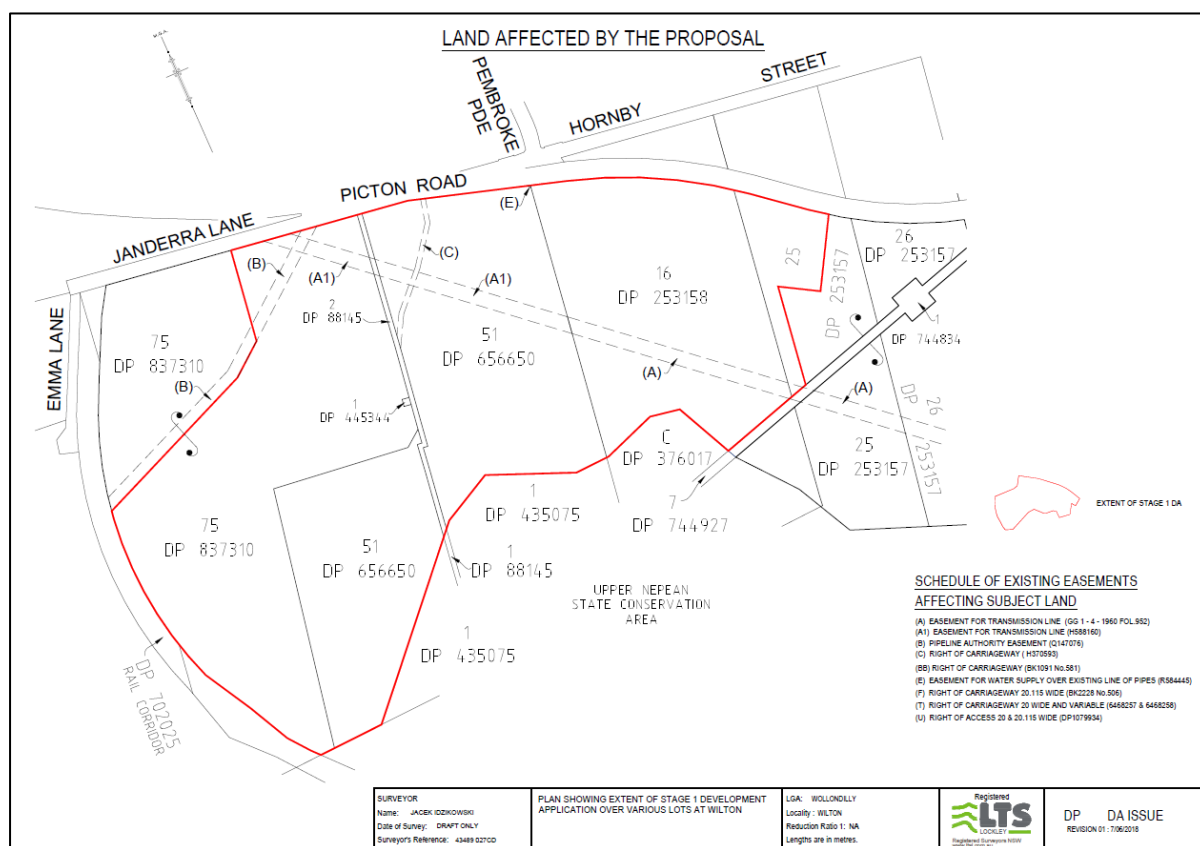 LAND AFFECTED BY THE PROPOSAL
PEMBROKE
PDE
HORNBY
STREET
PICTON ROAD
JANDERRA LANE
EMMA LANE
(E)
(C)
(B)
(A1)
(A1)
2
DP 88145
75
DP 837310
(B)
1
DP 445344
51
DP 656650
16
DP 253158
25
DP 253157
26
DP 253157
1
DP 744834
(A)
(A)
26
DP 253157
C
DP 376017
25
DP 253157
7
DP 744927
1
DP 435075
75
DP 837310
51
DP 656650
1
DP 88145
1
DP 435075
UPPER NEPEAN
STATE CONSERVATION
AREA
DP 702025
RAIL CORRIDOR
EXTENT OF STAGE 1 DA
SCHEDULE OF EXISTING EASEMENTS
AFFECTING SUBJECT LAND
(A) EASEMENT FOR TRANSMISSION LINE (GG 1 - 4 - 1960 FOL.952)
(A1) EASEMENT FOR TRANSMISSION LINE (H588160)
(B) PIPELINE AUTHORITY EASEMENT (Q147076)
(C) RIGHT OF CARRIAGEWAY ( H370593)
(BB) RIGHT OF CARRIAGEWAY (BK1091 No.581)
(E) EASEMENT FOR WATER SUPPLY OVER EXISTING LINE OF PIPES (R584445)
(F) RIGHT OF CARRIAGEWAY 20.115 WIDE (BK2228 No.506)
(T) RIGHT OF CARRIAGEWAY 20 WIDE AND VARIABLE (6468257 & 6468258)
(U) RIGHT OF ACCESS 20 & 20.115 WIDE (DP1079934)
SURVEYOR
Name: JACEK IDZIKOWSKI
Date of Survey: DRAFT ONLY
Surveyor's Reference: 43489 027CD
PLAN SHOWING EXTENT OF STAGE 1 DEVELOPMENT
APPLICATION OVER VARIOUS LOTS AT WILTON
LGA: WOLLONDILLY
Locality : WILTON
Reduction Ratio 1: NA
Lengths are in metres.
Registered
LTS
LOCKLEY
Registered Surveyors NSW
DP DA ISSUE
REVISION 01 : 7/06/2018